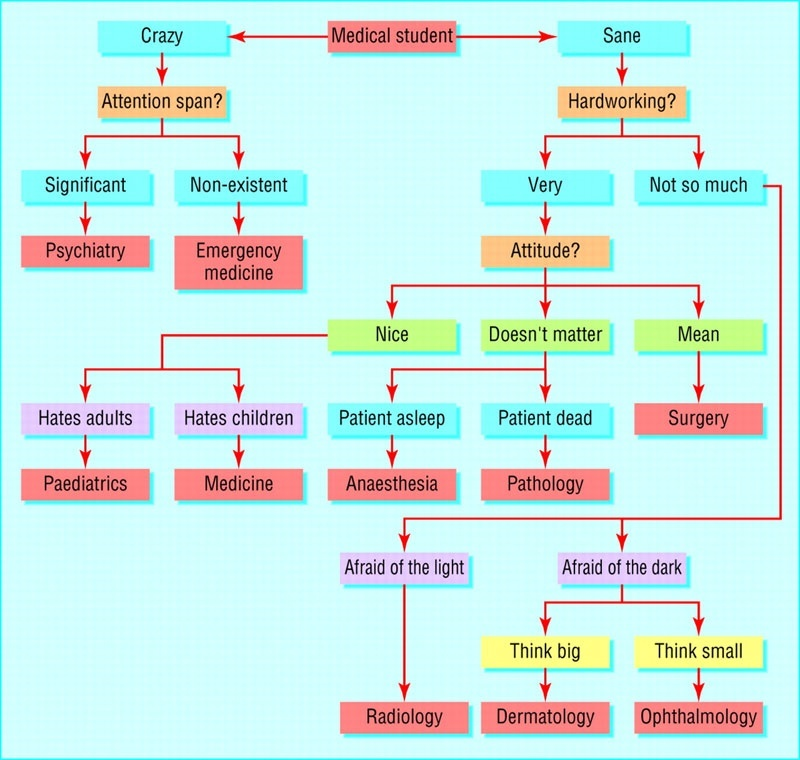 Crazy
Medical student
Sane
Attention span?
Hardworking?
Significant
Non-existent
Very
Not so much
Psychiatry
Emergency
medicine
Attitude?
Nice
Doesn't matter
Mean
Hates adults
Hates children
Patient asleep
Patient dead
Surgery
Paediatrics
Medicine
Anaesthesia
Pathology
Afraid of the light
Afraid of the dark
Think big
Think small
Radiology
Dermatology
Ophthalmology